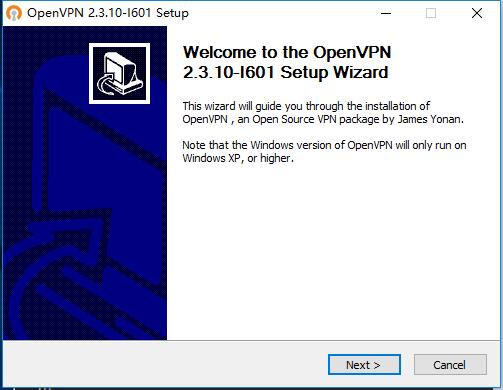 OpenVPN 2.3.10-I601 Setup
Welcome to the OpenVPN
2.3.10-I601 Setup Wizard
This wizard will guide you through the installation of
OpenVPN , an Open Source VPN package by James Yonan.
Note that the Windows version of OpenVPN will only run on
Windows XP, or higher.
Next >
Cancel